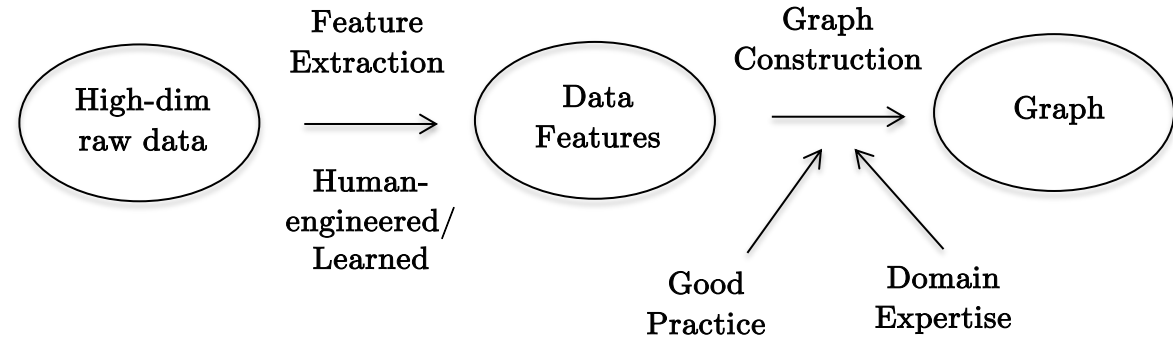 High-dim
raw data
Feature
Extraction
Human-
engineered/
Learned
Data
Features
Graph
Construction
Good
Practice
Domain
Expertise
Graph